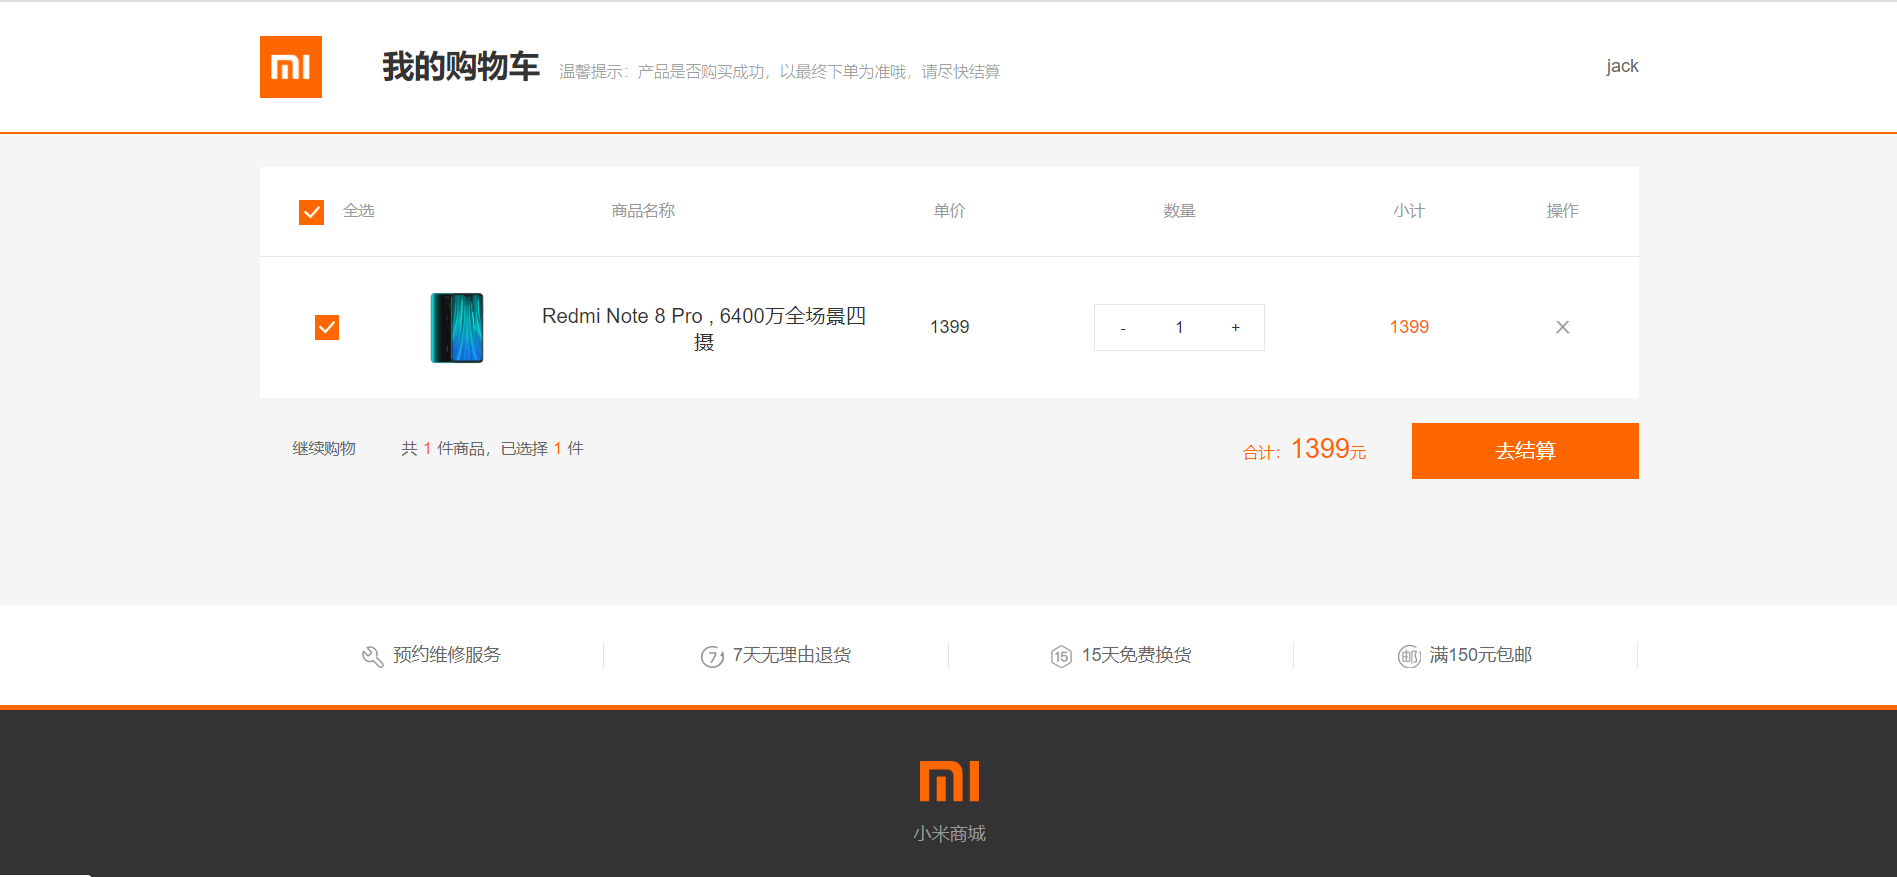 mi
我的购物车 温馨提示：产品是否购买成功，以最终下单为准哦，请尽快结算
jack
全选 商品名称 单价 数量 小计 操作
Redmi Note 8 Pro , 6400万全场景四
摄
1399
- 1 +
1399
继续购物 共 1 件商品，已选择 1 件
合计：1399元
去结算
预约维修服务
7 7天无理由退货
15 15天免费换货
邮 满150元包邮
mi
小米商城